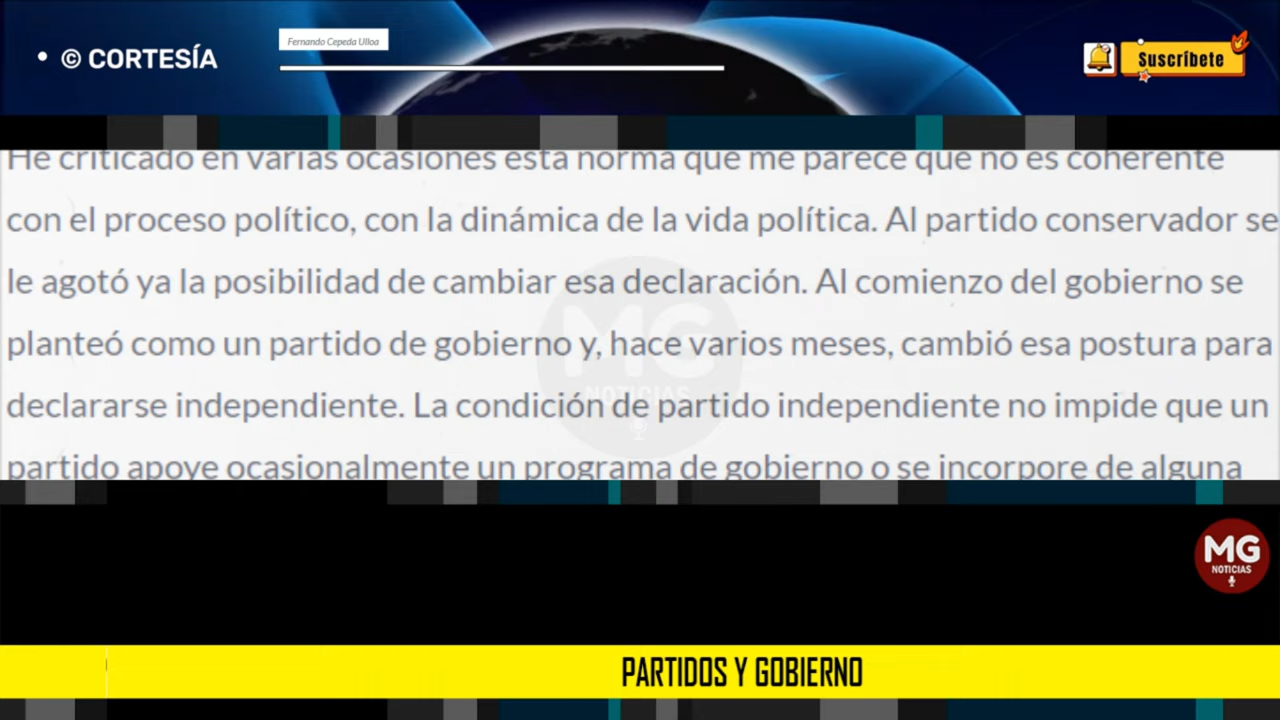 • © CORTESÍA
Fernando Cepeda Ulloa
Suscríbete
He criticado en varias ocasiones esta norma que me parece que no es coherente
con el proceso político, con la dinámica de la vida política. Al partido conservador se
le agotó ya la posibilidad de cambiar esa declaración. Al comienzo del gobierno se
planteó como un partido de gobierno y, hace varios meses, cambió esa postura para
declararse independiente. La condición de partido independiente no impide que un
partido apoye ocasionalmente un programa de gobierno o se incorpore de alguna
MG
NOTICIAS
MG
NOTICIAS
PARTIDOS Y GOBIERNO